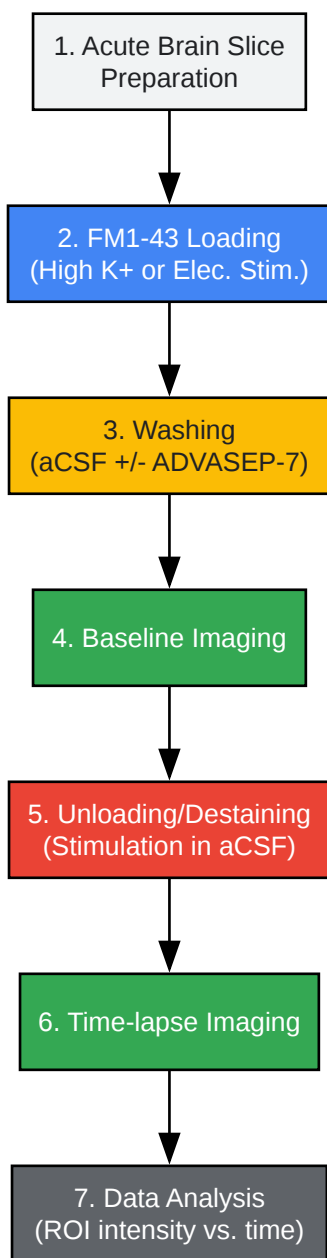 1. Acute Brain Slice
Preparation
2. FM1-43 Loading
(High K+ or Elec. Stim.)
3. Washing
(aCSF +/- ADVASEP-7)
4. Baseline Imaging
5. Unloading/Destaining
(Stimulation in aCSF)
6. Time-lapse Imaging
7. Data Analysis
(ROI intensity vs. time)